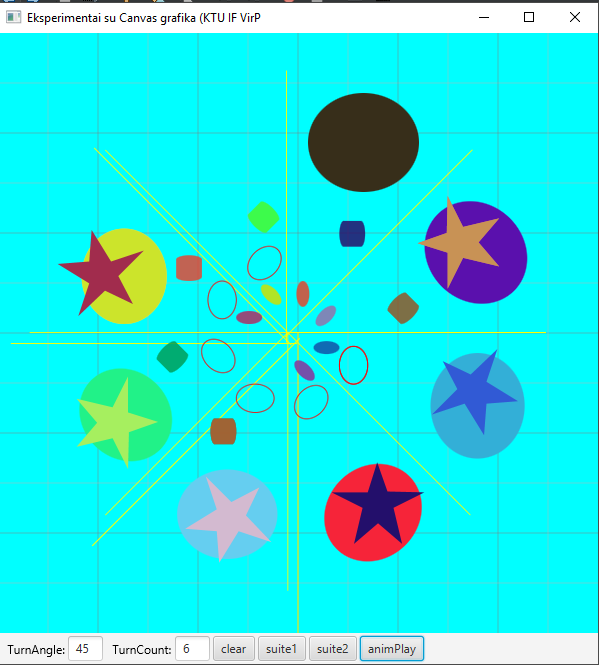 Eksperimentai su Canvas grafika (KTU IF VirP
TurnAngle: 45 TurnCount: 6 clear suite1 suite2 animPlay